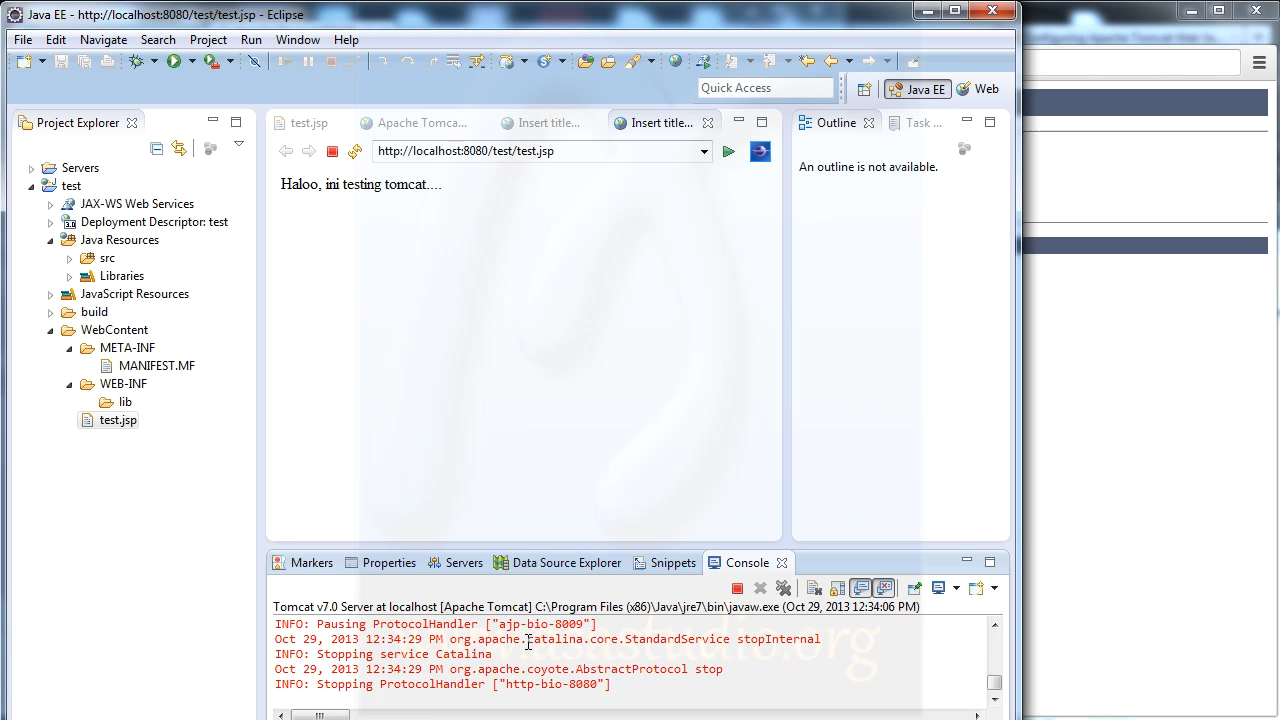 Java EE - http://localhost:8080/test/test.jsp - Eclipse
File Edit Navigate Search Project Run Window Help
Quick Access
Java EE
Web
Project Explorer
Servers
test
JAX-WS Web Services
Deployment Descriptor: test
Java Resources
src
Libraries
JavaScript Resources
build
WebContent
META-INF
MANIFEST.MF
WEB-INF
lib
test.jsp
test.jsp
Apache Tomca...
Insert title...
Insert title...
http://localhost:8080/test/test.jsp
Haloo, ini testing tomcat....
Outline
Task ...
An outline is not available.
Markers
Properties
Servers
Data Source Explorer
Snippets
Console
Tomcat v7.0 Server at localhost [Apache Tomcat] C:\Program Files (x86)\Java\jre7\bin\javaw.exe (Oct 29, 2013 12:34:06 PM)
INFO: Pausing ProtocolHandler ["ajp-bio-8009"]
Oct 29, 2013 12:34:29 PM org.apache.catalina.core.StandardService stopInternal
INFO: Stopping service Catalina
Oct 29, 2013 12:34:29 PM org.apache.coyote.AbstractProtocol stop
INFO: Stopping ProtocolHandler ["http-bio-8080"]